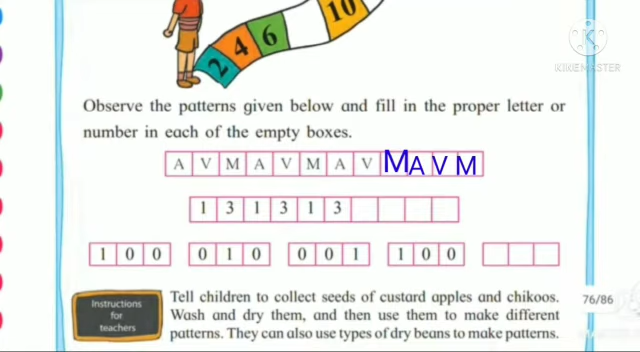 2 4 6 10
KINEMASTER
Observe the patterns given below and fill in the proper letter or
number in each of the empty boxes.
A V M A V M A V M A V M
1 3 1 3 1 3
1 0 0 0 1 0 0 0 1 1 0 0
Instructions
for
teachers
Tell children to collect seeds of custard apples and chikoos.
Wash and dry them, and then use them to make different
patterns. They can also use types of dry beans to make patterns.
76/86